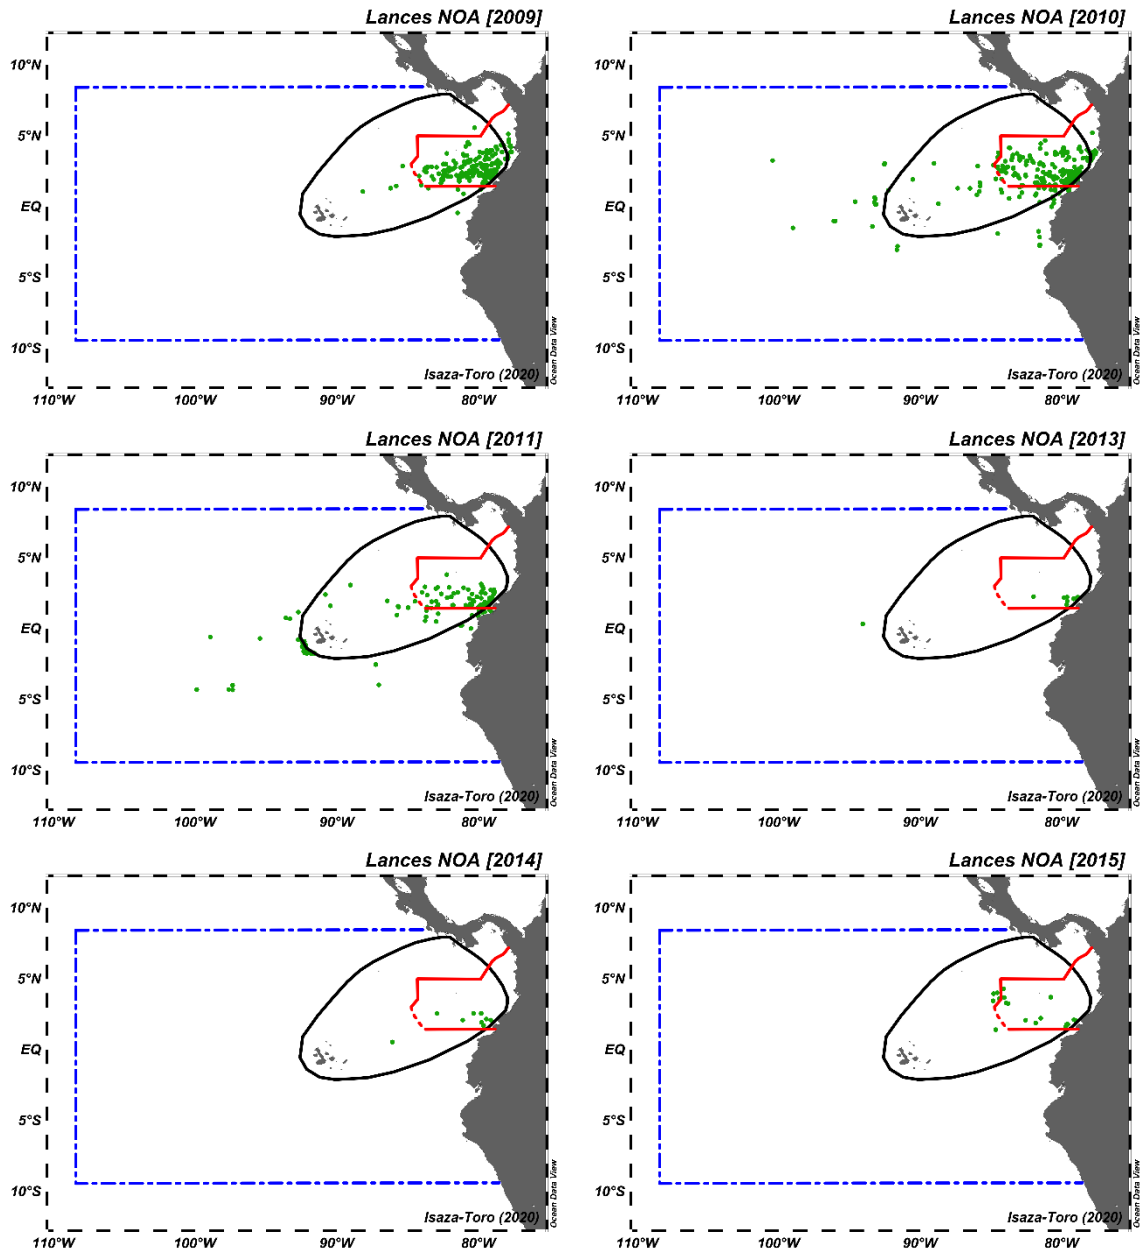 Lances NOA [2009]
10°N
5°N
EQ
5°S
10°S
110°W 100°W 90°W 80°W
Isaza-Toro (2020)
Ocean Data View
Lances NOA [2010]
10°N
5°N
EQ
5°S
10°S
110°W 100°W 90°W 80°W
Isaza-Toro (2020)
Ocean Data View
Lances NOA [2011]
10°N
5°N
EQ
5°S
10°S
110°W 100°W 90°W 80°W
Isaza-Toro (2020)
Ocean Data View
Lances NOA [2013]
10°N
5°N
EQ
5°S
10°S
110°W 100°W 90°W 80°W
Isaza-Toro (2020)
Ocean Data View
Lances NOA [2014]
10°N
5°N
EQ
5°S
10°S
110°W 100°W 90°W 80°W
Isaza-Toro (2020)
Ocean Data View
Lances NOA [2015]
10°N
5°N
EQ
5°S
10°S
110°W 100°W 90°W 80°W
Isaza-Toro (2020)
Ocean Data View